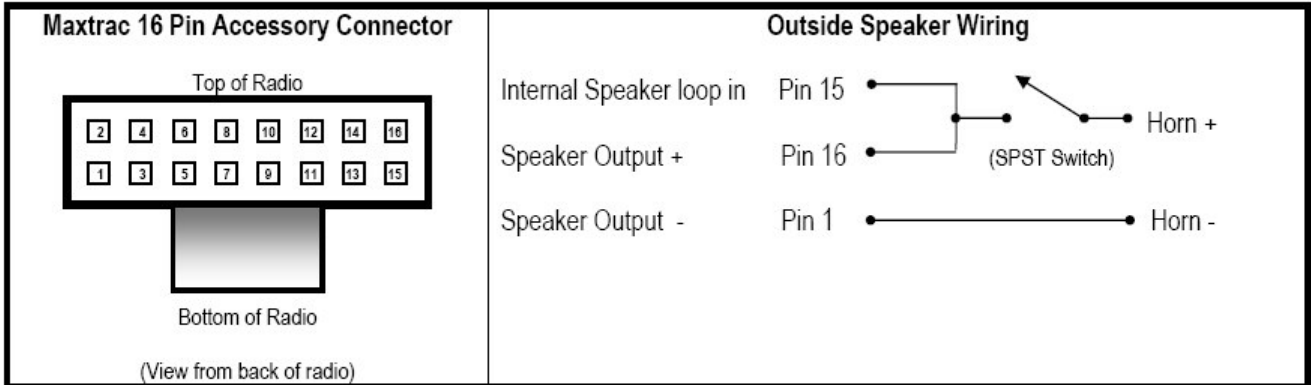 Maxtrac 16 Pin Accessory Connector
Top of Radio
2 4 6 8 10 12 14 16
1 3 5 7 9 11 13 15
Bottom of Radio
(View from back of radio)
Outside Speaker Wiring
Internal Speaker loop in Pin 15
Horn +
(SPST Switch)
Speaker Output + Pin 16
Speaker Output - Pin 1 Horn -